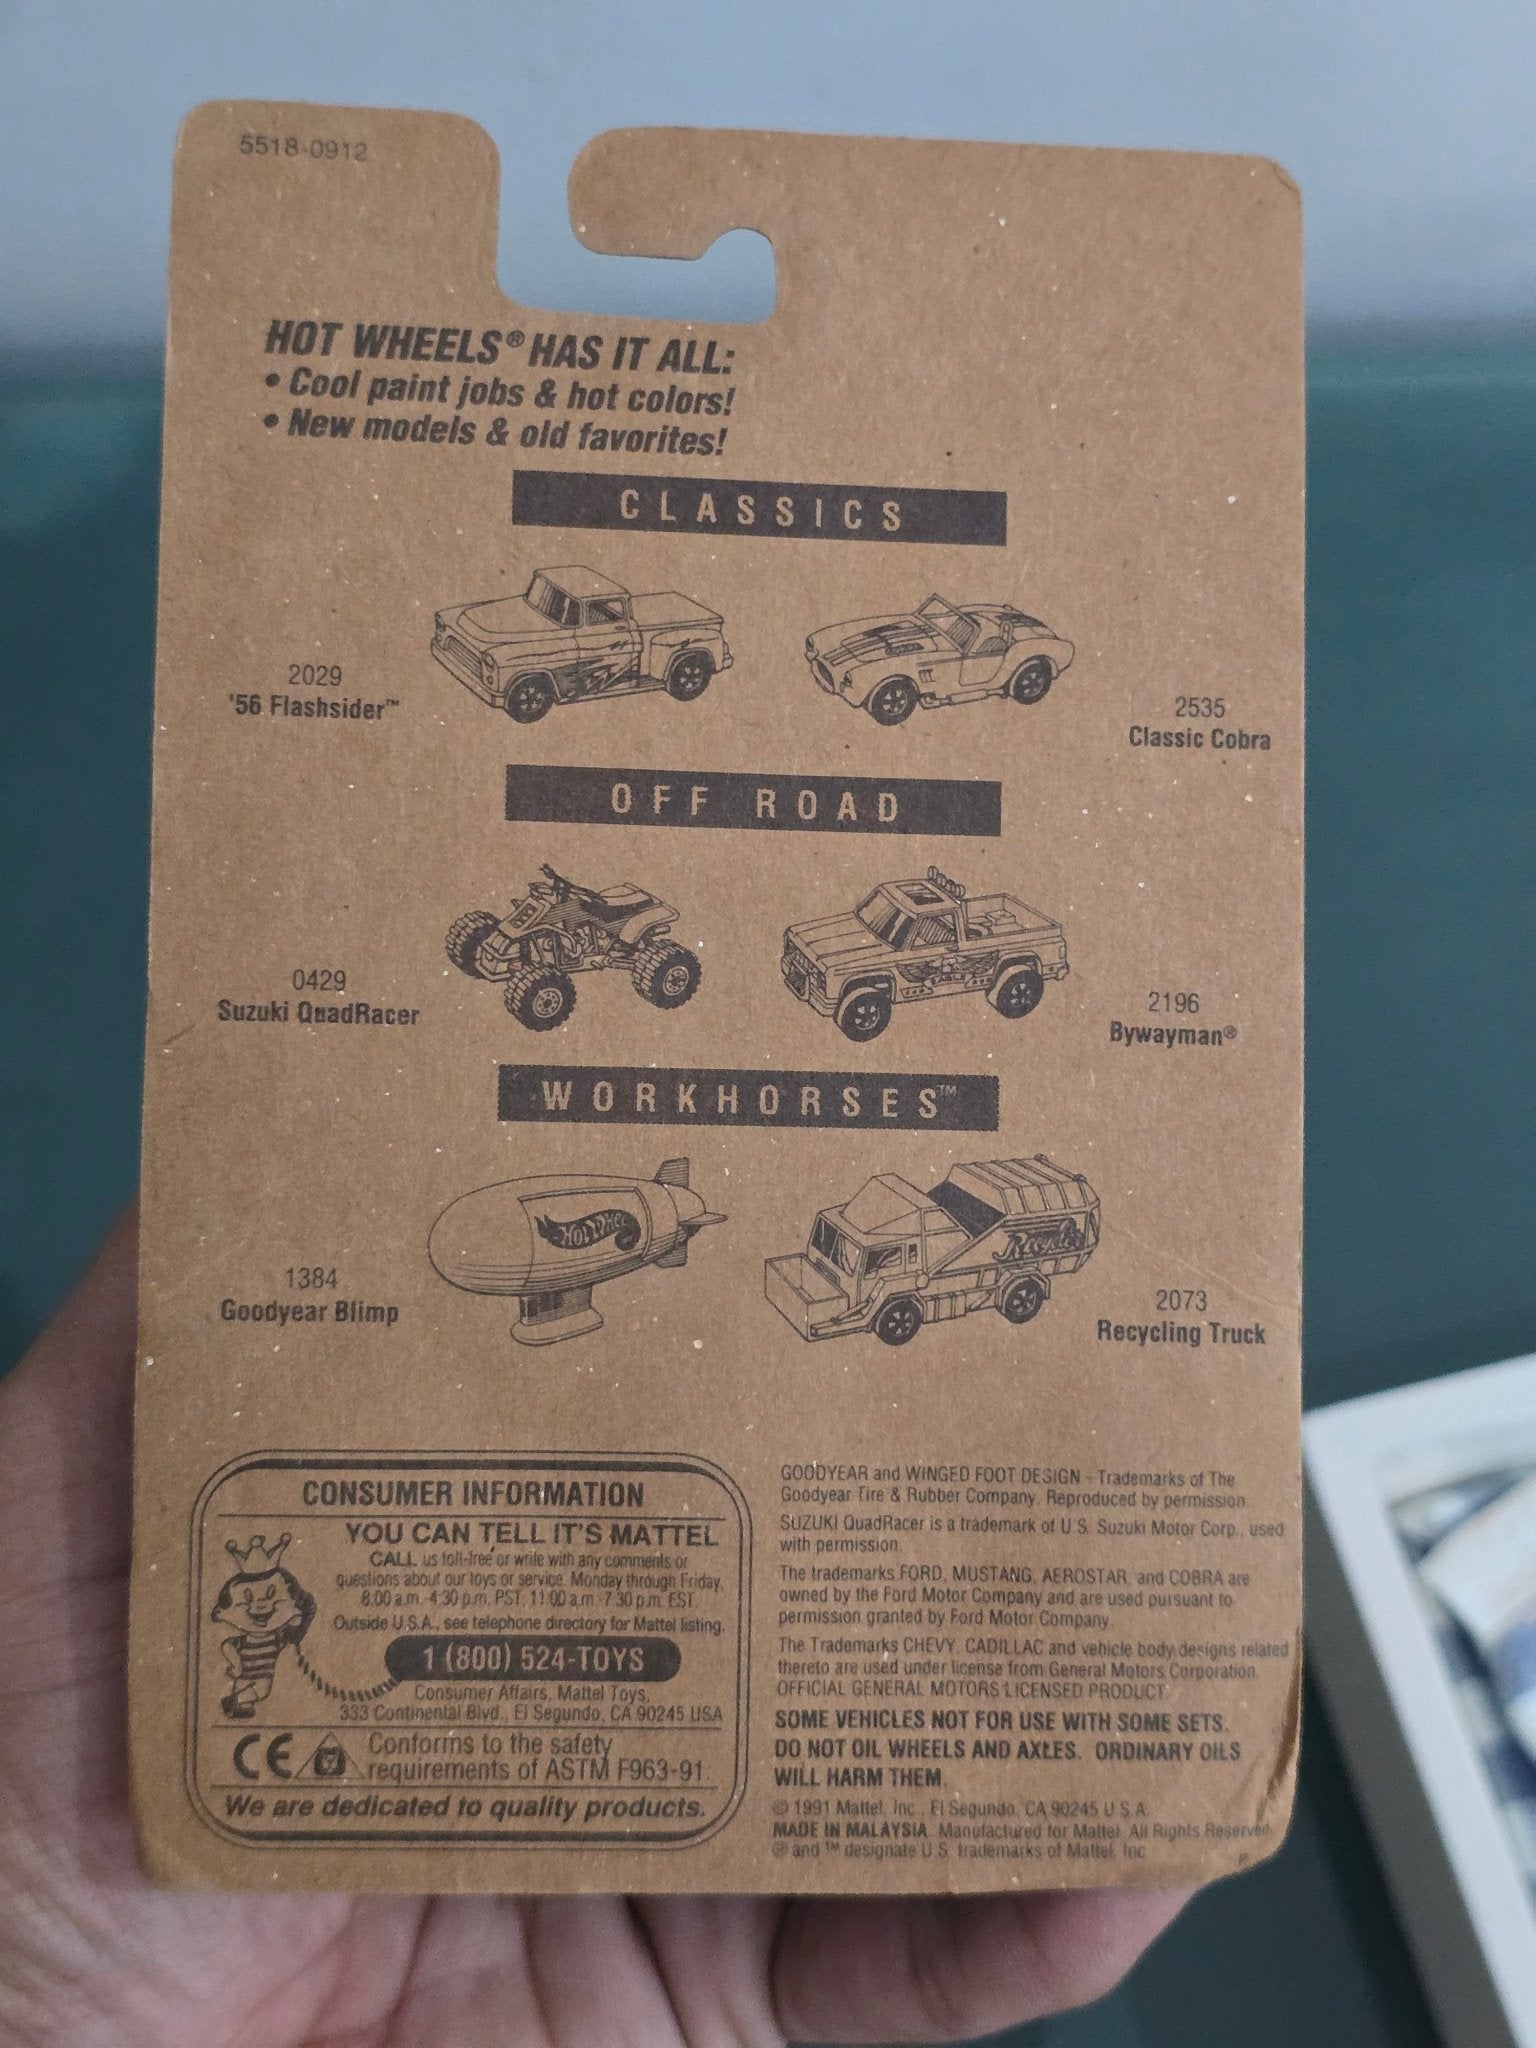 5518-0912
HOT WHEELS® HAS IT ALL:
• Cool paint jobs & hot colors!
• New models & old favorites!
CLASSICS
2029
'56 Flashsider™
2535
Classic Cobra
OFF ROAD
0429
Suzuki QuadRacer
EAGLE
2196
Bywayman®
WORKHORSES™
Hot Wheels
1384
Goodyear Blimp
Recycler
2073
Recycling Truck
CONSUMER INFORMATION
YOU CAN TELL IT'S MATTEL
CALL us toll-free or write with any comments or
questions about our toys or service. Monday through Friday,
8:00 a.m.-4:30 p.m. PST, 11:00 a.m.-7:30 p.m. EST.
Outside U.S.A., see telephone directory for Mattel listing.
1 (800) 524-TOYS
Consumer Affairs, Mattel Toys,
333 Continental Blvd., El Segundo, CA 90245 USA
CE Conforms to the safety
requirements of ASTM F963-91.
We are dedicated to quality products.
GOODYEAR and WINGED FOOT DESIGN - Trademarks of The
Goodyear Tire & Rubber Company. Reproduced by permission.
SUZUKI QuadRacer is a trademark of U.S. Suzuki Motor Corp., used
with permission.
The trademarks FORD, MUSTANG, AEROSTAR, and COBRA are
owned by the Ford Motor Company and are used pursuant to
permission granted by Ford Motor Company.
The Trademarks CHEVY, CADILLAC and vehicle body designs related
thereto are used under license from General Motors Corporation.
OFFICIAL GENERAL MOTORS LICENSED PRODUCT
SOME VEHICLES NOT FOR USE WITH SOME SETS.
DO NOT OIL WHEELS AND AXLES. ORDINARY OILS
WILL HARM THEM.
© 1991 Mattel, Inc., El Segundo, CA 90245 U.S.A.
MADE IN MALAYSIA. Manufactured for Mattel. All Rights Reserved.
® and ™ designate U.S. trademarks of Mattel, Inc.